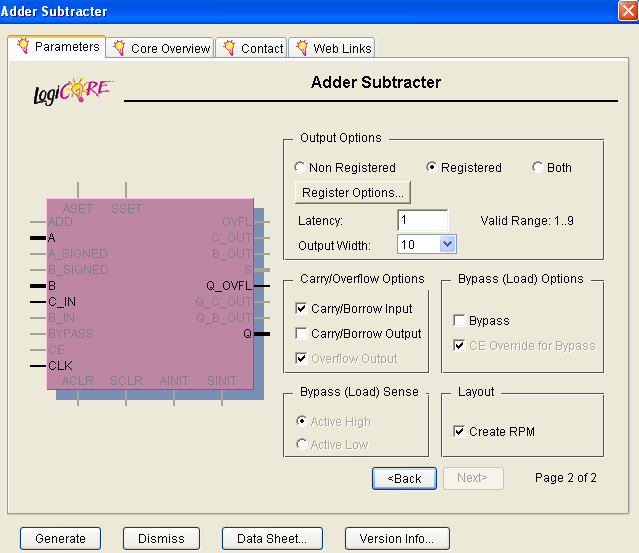 Adder Subtracter
Parameters
Core Overview
Contact
Web Links
LogiCORE
Adder Subtracter
Output Options
Non Registered
Registered
Both
Register Options...
Latency:
1
Valid Range: 1..9
Output Width:
10
ASET
SSET
ADD
OVFL
A
C_OUT
A_SIGNED
B_OUT
B_SIGNED
S
B
Q_OVFL
C_IN
Q_C_OUT
B_IN
Q_B_OUT
BYPASS
Q
CE
CLK
ACLR
SCLR
AINIT
SINIT
Carry/Overflow Options
Carry/Borrow Input
Carry/Borrow Output
Overflow Output
Bypass (Load) Options
Bypass
CE Override for Bypass
Bypass (Load) Sense
Active High
Active Low
Layout
Create RPM
<Back
Next>
Page 2 of 2
Generate
Dismiss
Data Sheet...
Version Info...